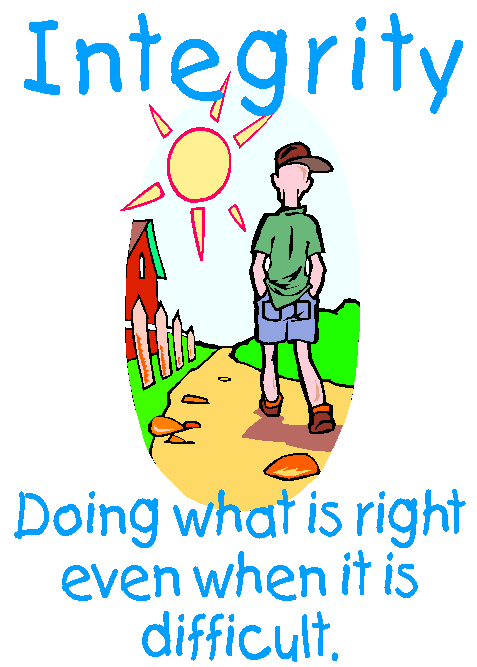 Integrity
Doing what is right
even when it is
difficult.